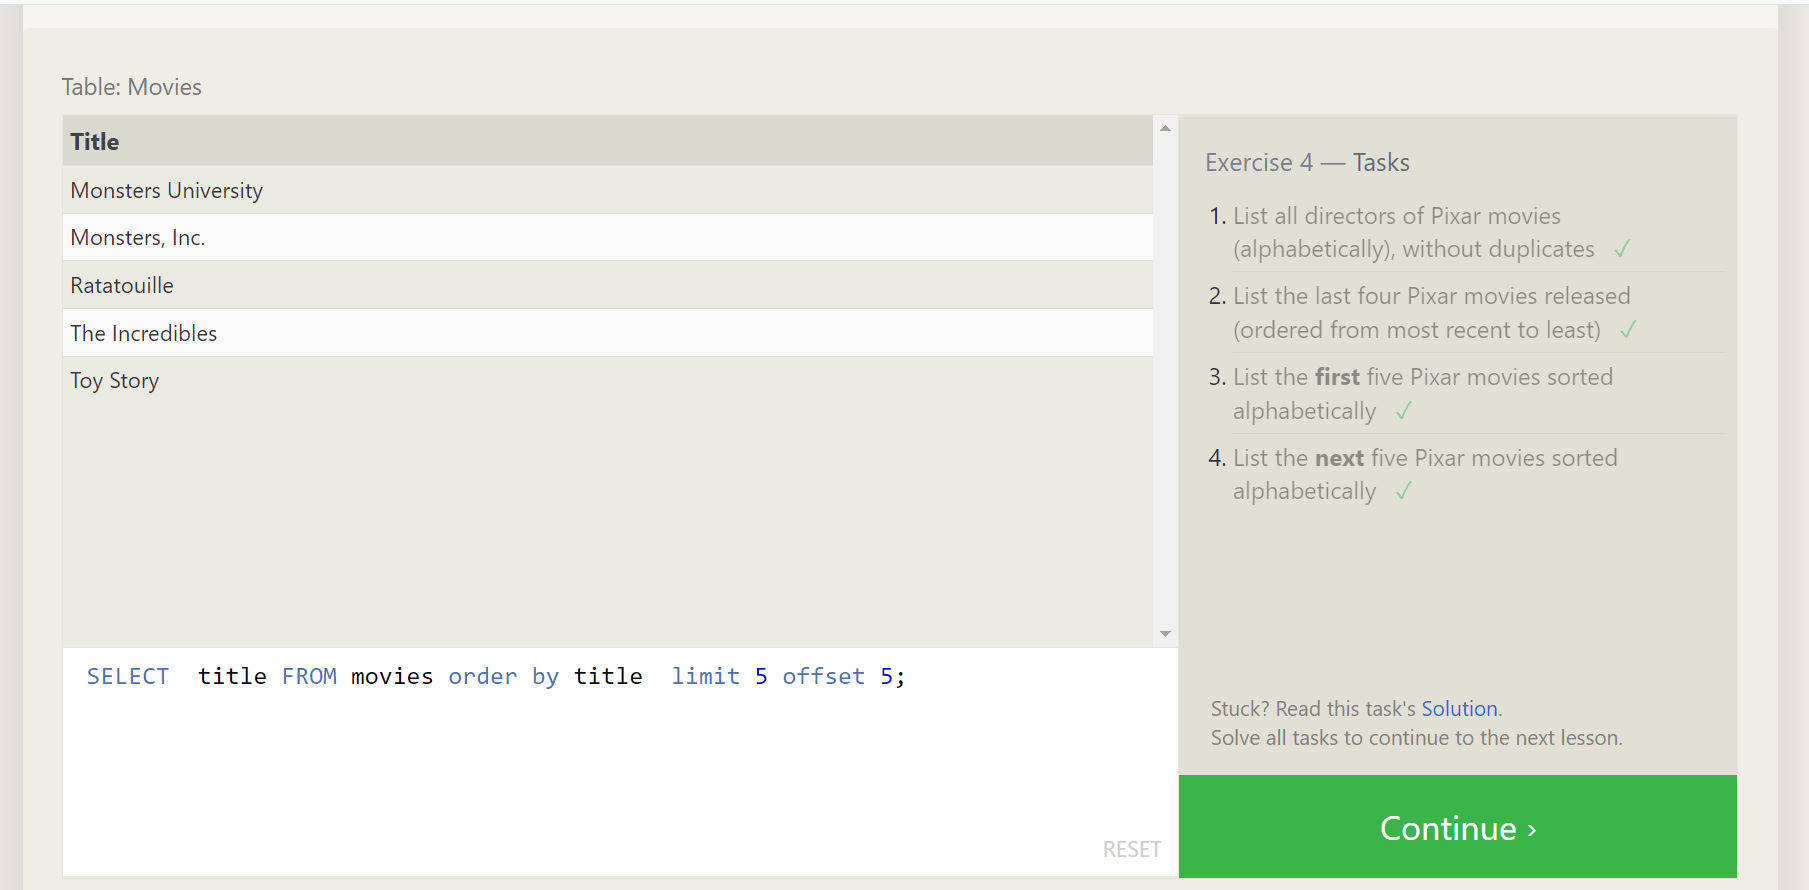 Table: Movies
Title
Monsters University
Monsters, Inc.
Ratatouille
The Incredibles
Toy Story
SELECT  title FROM movies order by title  limit 5 offset 5;
RESET
Exercise 4 — Tasks
1. List all directors of Pixar movies
(alphabetically), without duplicates ✓
2. List the last four Pixar movies released
(ordered from most recent to least) ✓
3. List the first five Pixar movies sorted
alphabetically ✓
4. List the next five Pixar movies sorted
alphabetically ✓
Stuck? Read this task's Solution.
Solve all tasks to continue to the next lesson.
Continue ›